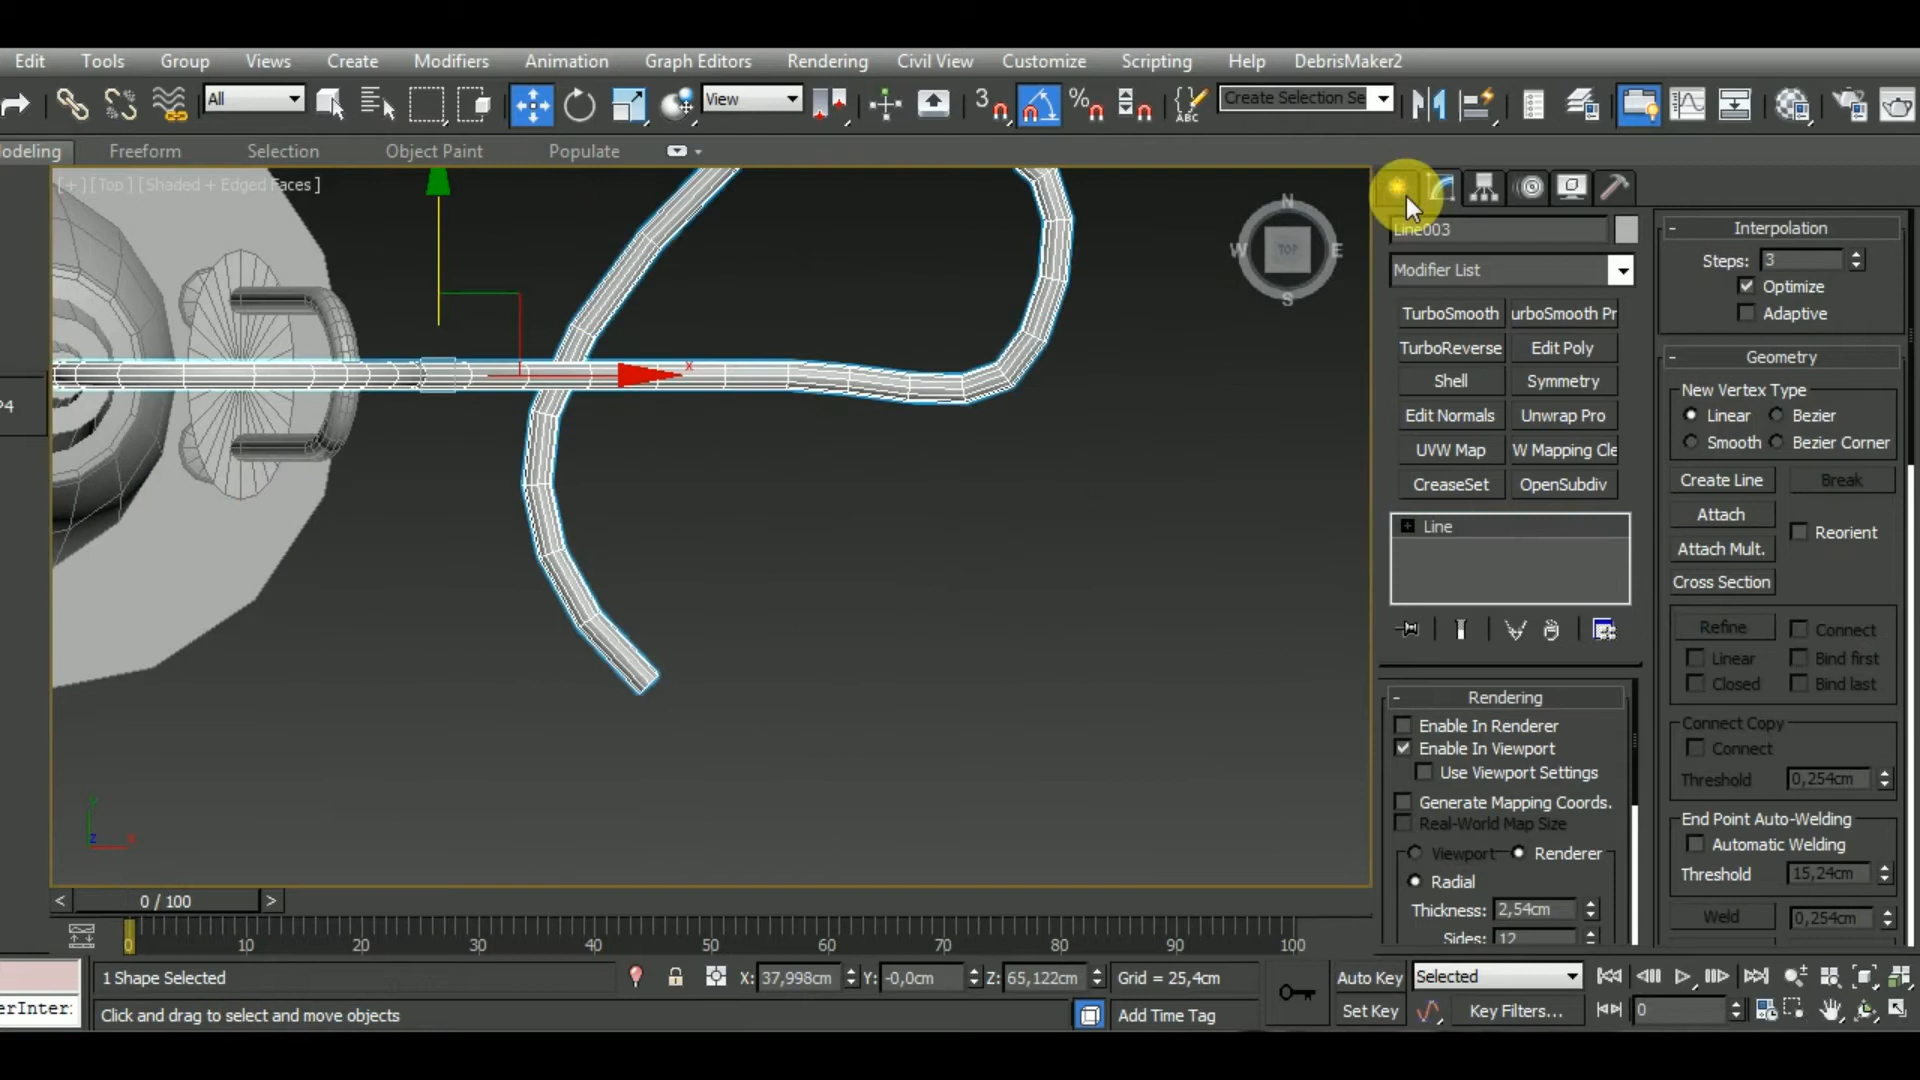 Edit Tools Group Views Create Modifiers Animation Graph Editors Rendering Civil View Customize Scripting Help DebrisMaker2
All View 3 % ABC Create Selection Se
odeling Freeform Selection Object Paint Populate
[+] [Top] [Shaded + Edged Faces]
N
W TOP E
S
x
P4
y
z x
Line003
Modifier List
TurboSmooth urboSmooth Pr
TurboReverse Edit Poly
Shell Symmetry
Edit Normals Unwrap Pro
UVW Map W Mapping Cle
CreaseSet OpenSubdiv
+ Line
- Rendering
Enable In Renderer
Enable In Viewport
Use Viewport Settings
Generate Mapping Coords.
Real-World Map Size
Viewport Renderer
Radial
Thickness: 2,54cm
Sides: 12
- Interpolation
Steps: 3
Optimize
Adaptive
- Geometry
New Vertex Type
Linear Bezier
Smooth Bezier Corner
Create Line Break
Attach
Reorient
Attach Mult.
Cross Section
Refine Connect
Linear Bind first
Closed Bind last
Connect Copy
Connect
Threshold 0,254cm
End Point Auto-Welding
Automatic Welding
Threshold 15,24cm
Weld 0,254cm
< 0 / 100 >
0 10 20 30 40 50 60 70 80 90 100
1 Shape Selected X: 37,998cm Y: -0,0cm Z: 65,122cm Grid = 25,4cm Auto Key Selected
erInter: Click and drag to select and move objects Add Time Tag Set Key Key Filters... 0